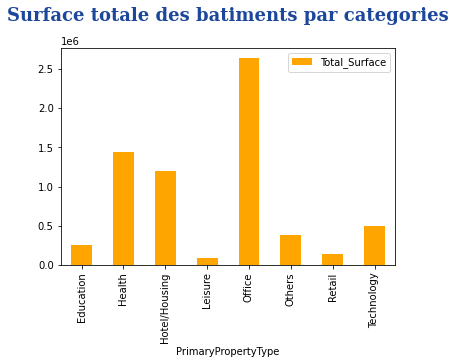 Surface totale des batiments par categories
1e6
Total_Surface
2.5
2.0
1.5
1.0
0.5
0.0
Education
Health
Hotel/Housing
Leisure
Office
Others
Retail
Technology
PrimaryPropertyType